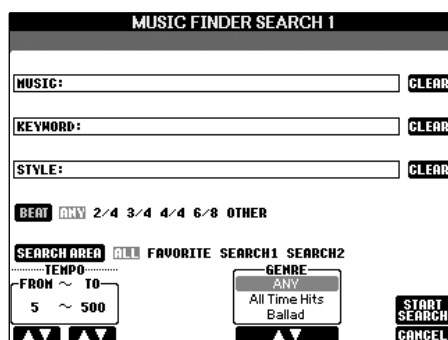 MUSIC FINDER SEARCH 1
MUSIC: CLEAR
KEYWORD: CLEAR
STYLE: CLEAR
BEAT ANY 2/4 3/4 4/4 6/8 OTHER
SEARCH AREA ALL FAVORITE SEARCH1 SEARCH2
TEMPO
FROM ~ TO
5 ~ 500
GENRE
ANY
All Time Hits
Ballad
START
SEARCH
CANCEL